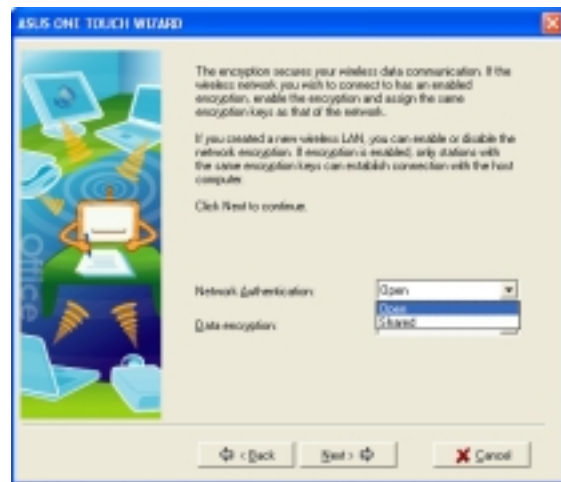 ASUS ONE TOUCH WIZARD
The encryption secures your wireless data communication. If the
wireless network you wish to connect to has an enabled
encryption, enable the encryption and assign the same
encryption keys as that of the network.
If you created a new wireless LAN, you can enable or disable the
network encryption. If encryption is enabled, only stations with
the same encryption keys can establish connection with the host
computer.
Click Next to continue.
Office
Network Authentication:
Open
Open
Shared
Data encryption:
< Back
Next >
Cancel